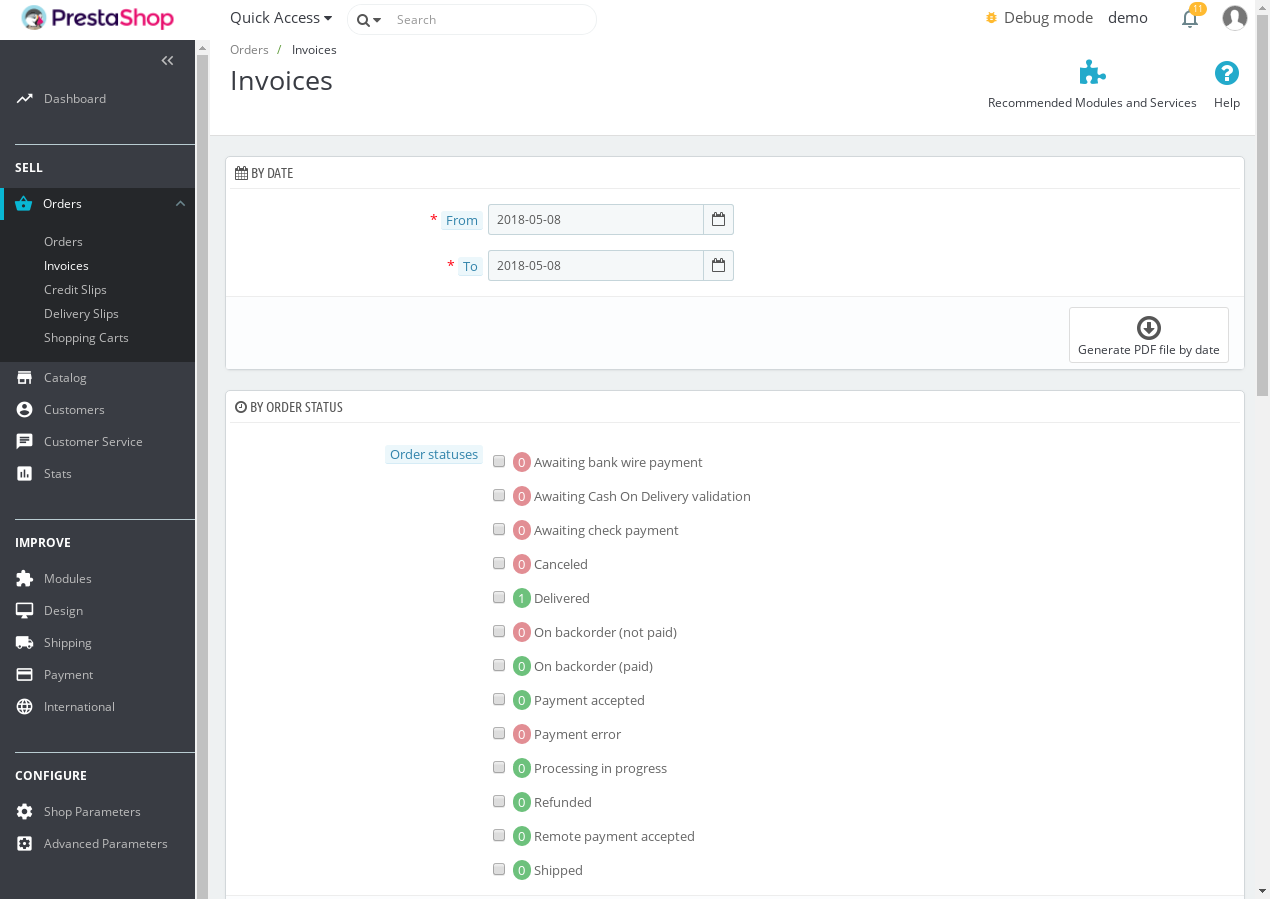 PrestaShop
Quick Access
Search
Debug mode
demo
11
Orders / Invoices
Invoices
Recommended Modules and Services
Help
Dashboard
SELL
Orders
Orders
Invoices
Credit Slips
Delivery Slips
Shopping Carts
Catalog
Customers
Customer Service
Stats
IMPROVE
Modules
Design
Shipping
Payment
International
CONFIGURE
Shop Parameters
Advanced Parameters
BY DATE
* From 2018-05-08
* To 2018-05-08
Generate PDF file by date
BY ORDER STATUS
Order statuses
0 Awaiting bank wire payment
0 Awaiting Cash On Delivery validation
0 Awaiting check payment
0 Canceled
1 Delivered
0 On backorder (not paid)
0 On backorder (paid)
0 Payment accepted
0 Payment error
0 Processing in progress
0 Refunded
0 Remote payment accepted
0 Shipped